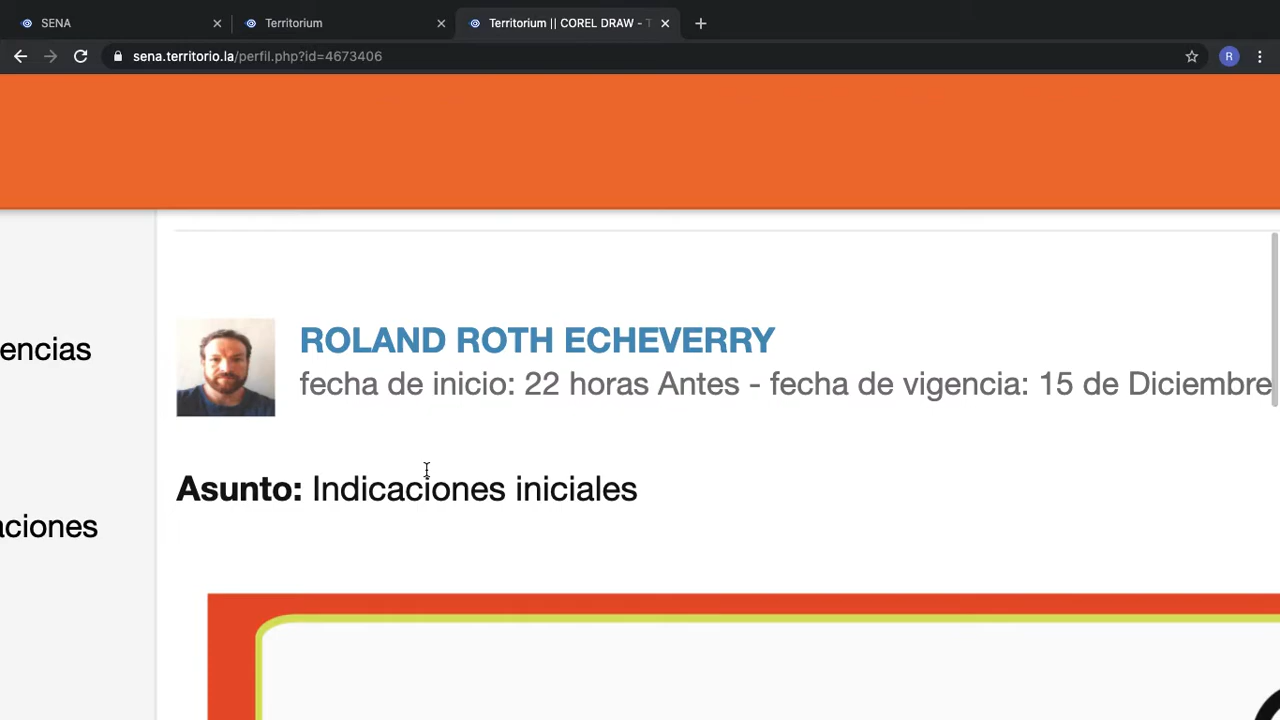 SENA
Territorium
Territorium || COREL DRAW - T
sena.territorio.la/perfil.php?id=4673406
R
encias
aciones
ROLAND ROTH ECHEVERRY
fecha de inicio: 22 horas Antes - fecha de vigencia: 15 de Diciembre
Asunto: Indicaciones iniciales